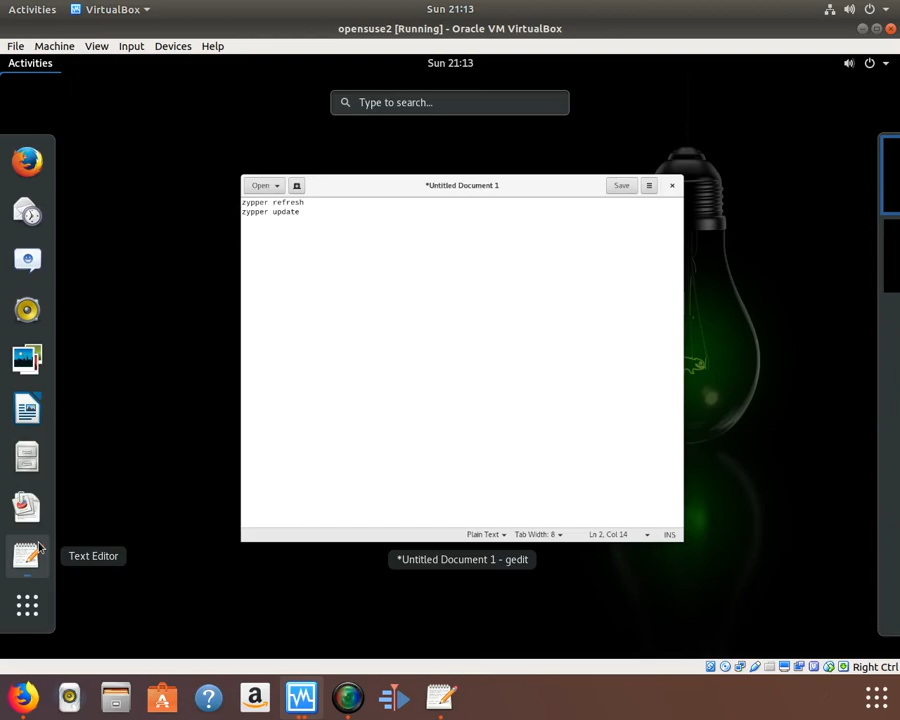 Activities VirtualBox Sun 21:13
opensuse2 [Running] - Oracle VM VirtualBox
File Machine View Input Devices Help
Activities Sun 21:13
Type to search...
Open *Untitled Document 1 Save
zypper refresh
zypper update
Plain Text Tab Width: 8 Ln 2, Col 14 INS
Text Editor
*Untitled Document 1 - gedit
Right Ctrl